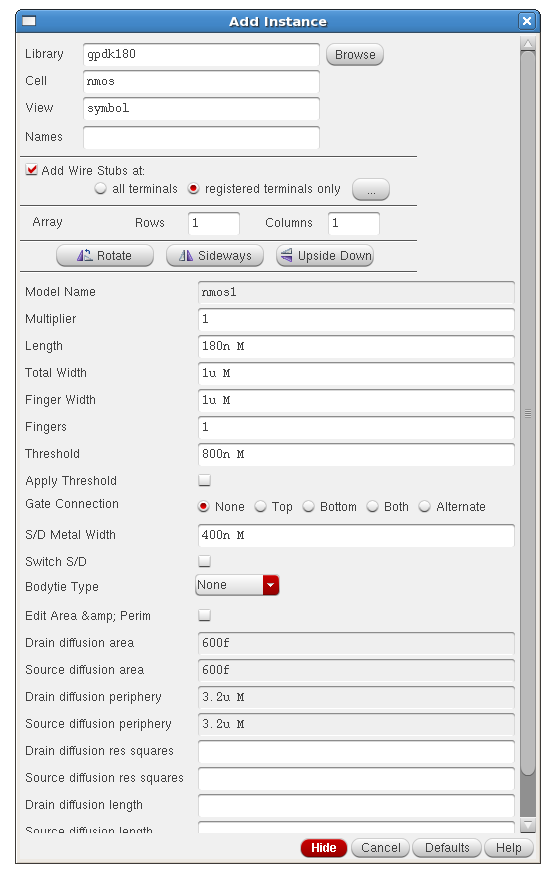 Add Instance
Library gpdk180 Browse
Cell nmos
View symbol
Names
Add Wire Stubs at:
all terminals registered terminals only ...
Array Rows 1 Columns 1
Rotate Sideways Upside Down
Model Name nmos1
Multiplier 1
Length 180n M
Total Width 1u M
Finger Width 1u M
Fingers 1
Threshold 800n M
Apply Threshold
Gate Connection None Top Bottom Both Alternate
S/D Metal Width 400n M
Switch S/D
Bodytie Type None
Edit Area &amp; Perim
Drain diffusion area 600f
Source diffusion area 600f
Drain diffusion periphery 3.2u M
Source diffusion periphery 3.2u M
Drain diffusion res squares
Source diffusion res squares
Drain diffusion length
Source diffusion length
Hide Cancel Defaults Help